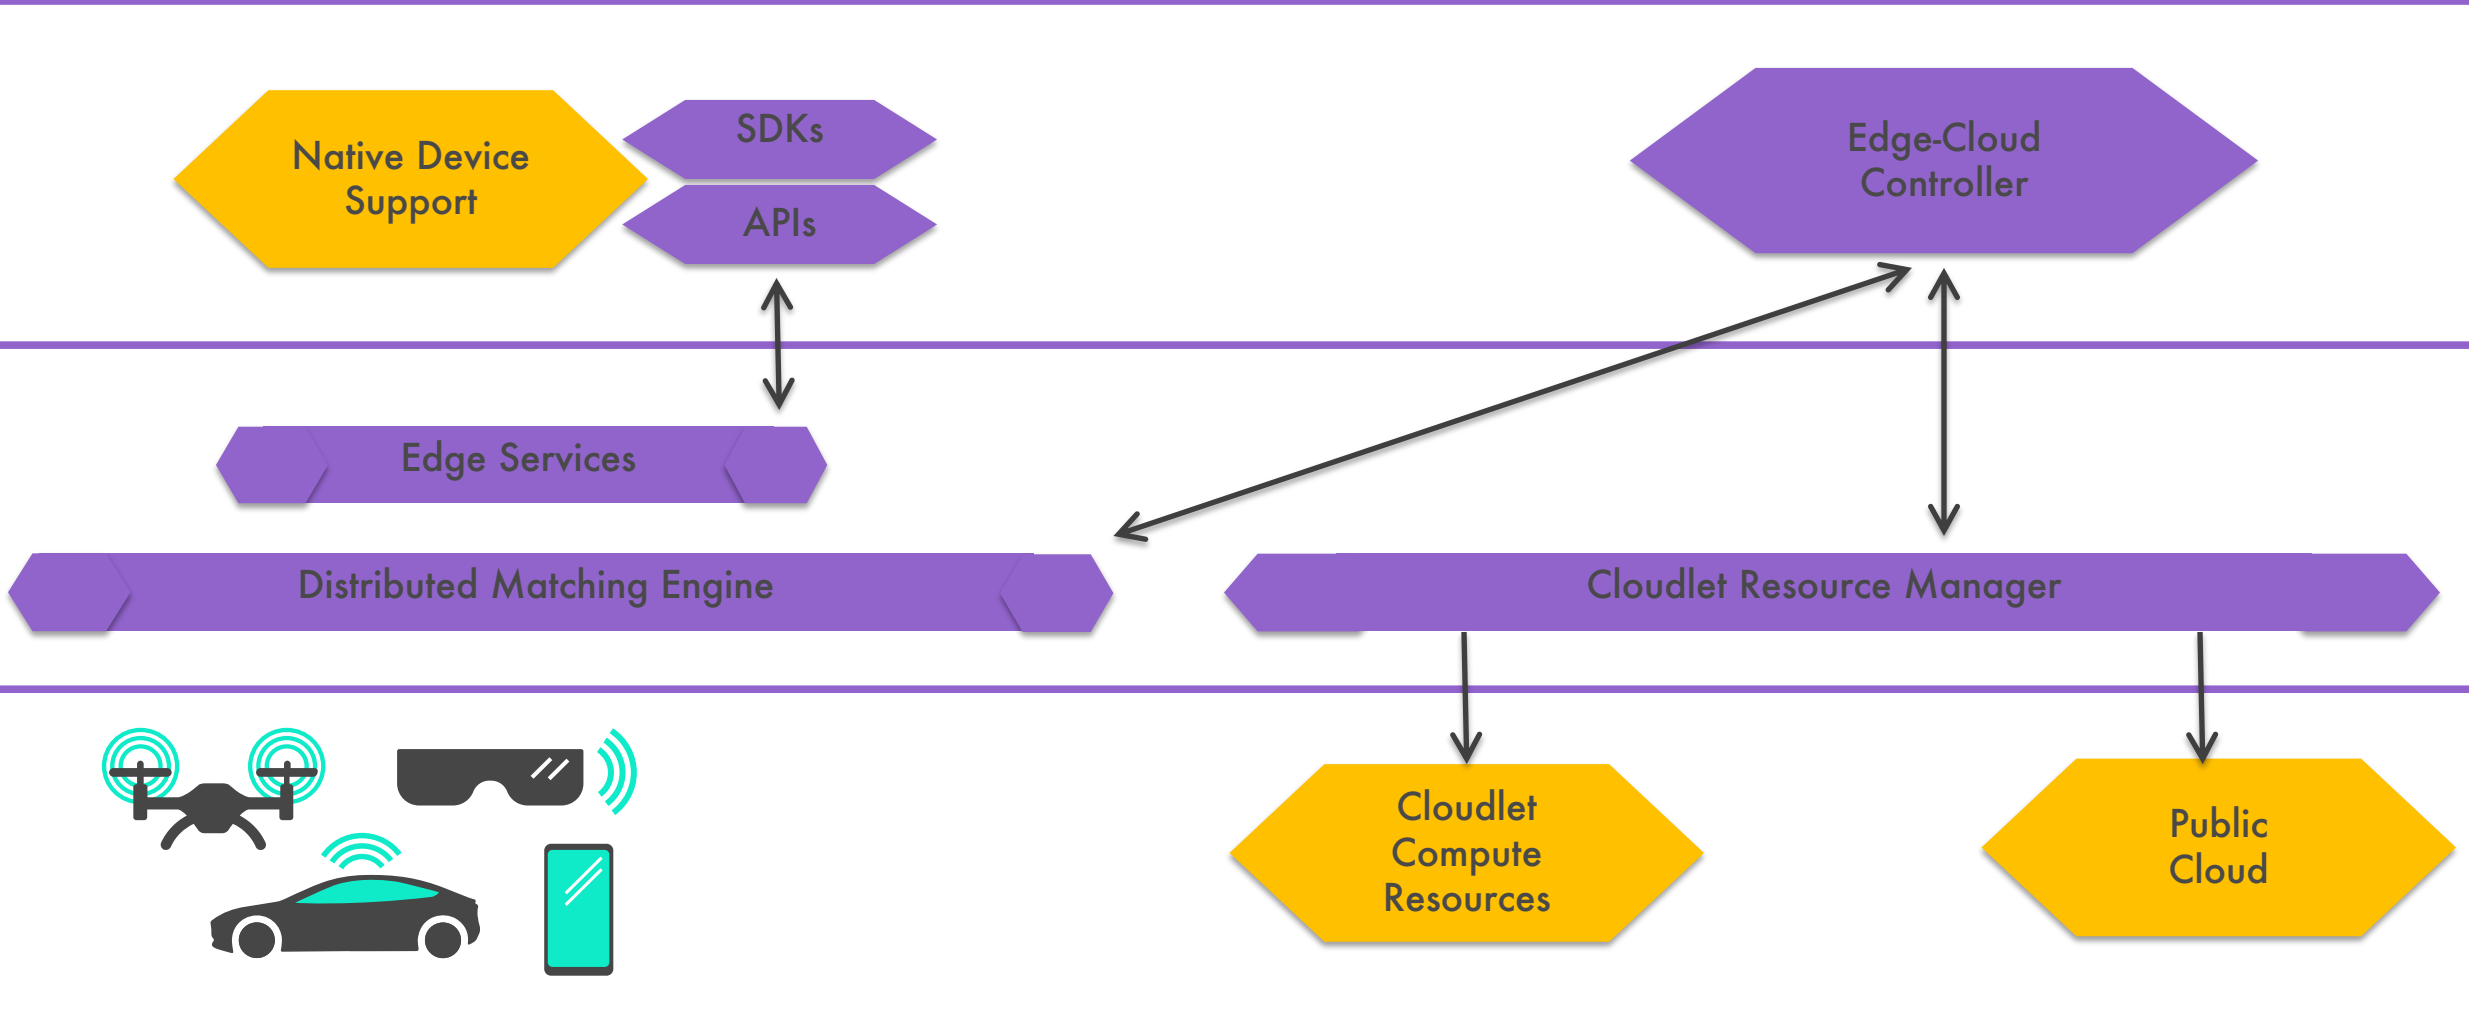 Native Device
Support
SDKs
APIs
Edge-Cloud
Controller
Edge Services
Distributed Matching Engine
Cloudlet Resource Manager
Cloudlet
Compute
Resources
Public
Cloud